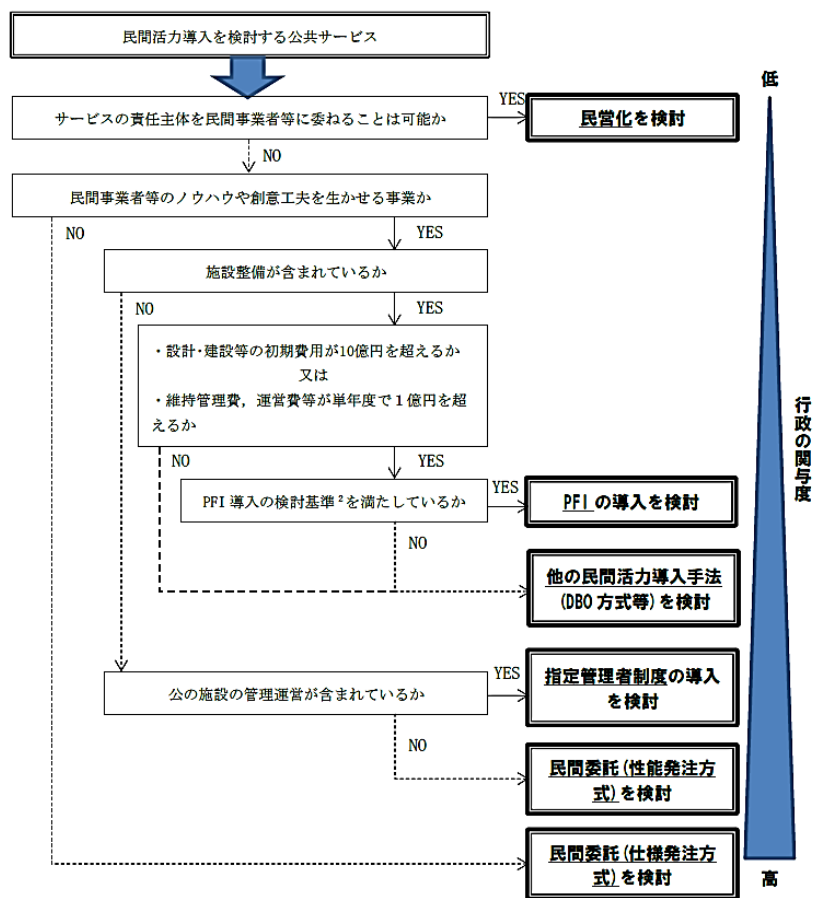 民間活力導入を検討する公共サービス
低
サービスの責任主体を民間事業者等に委ねることは可能か
YES
民営化を検討
NO
民間事業者等のノウハウや創意工夫を生かせる事業か
NO
YES
施設整備が含まれているか
NO
YES
・設計・建設等の初期費用が10億円を超えるか
又は
・維持管理費，運営費等が単年度で１億円を超
えるか
行政の関与度
NO
YES
PFI 導入の検討基準²を満たしているか
YES
PFI の導入を検討
NO
他の民間活力導入手法
(DBO 方式等)を検討
公の施設の管理運営が含まれているか
YES
指定管理者制度の導入
を検討
NO
民間委託(性能発注方
式)を検討
民間委託(仕様発注方
式)を検討
高